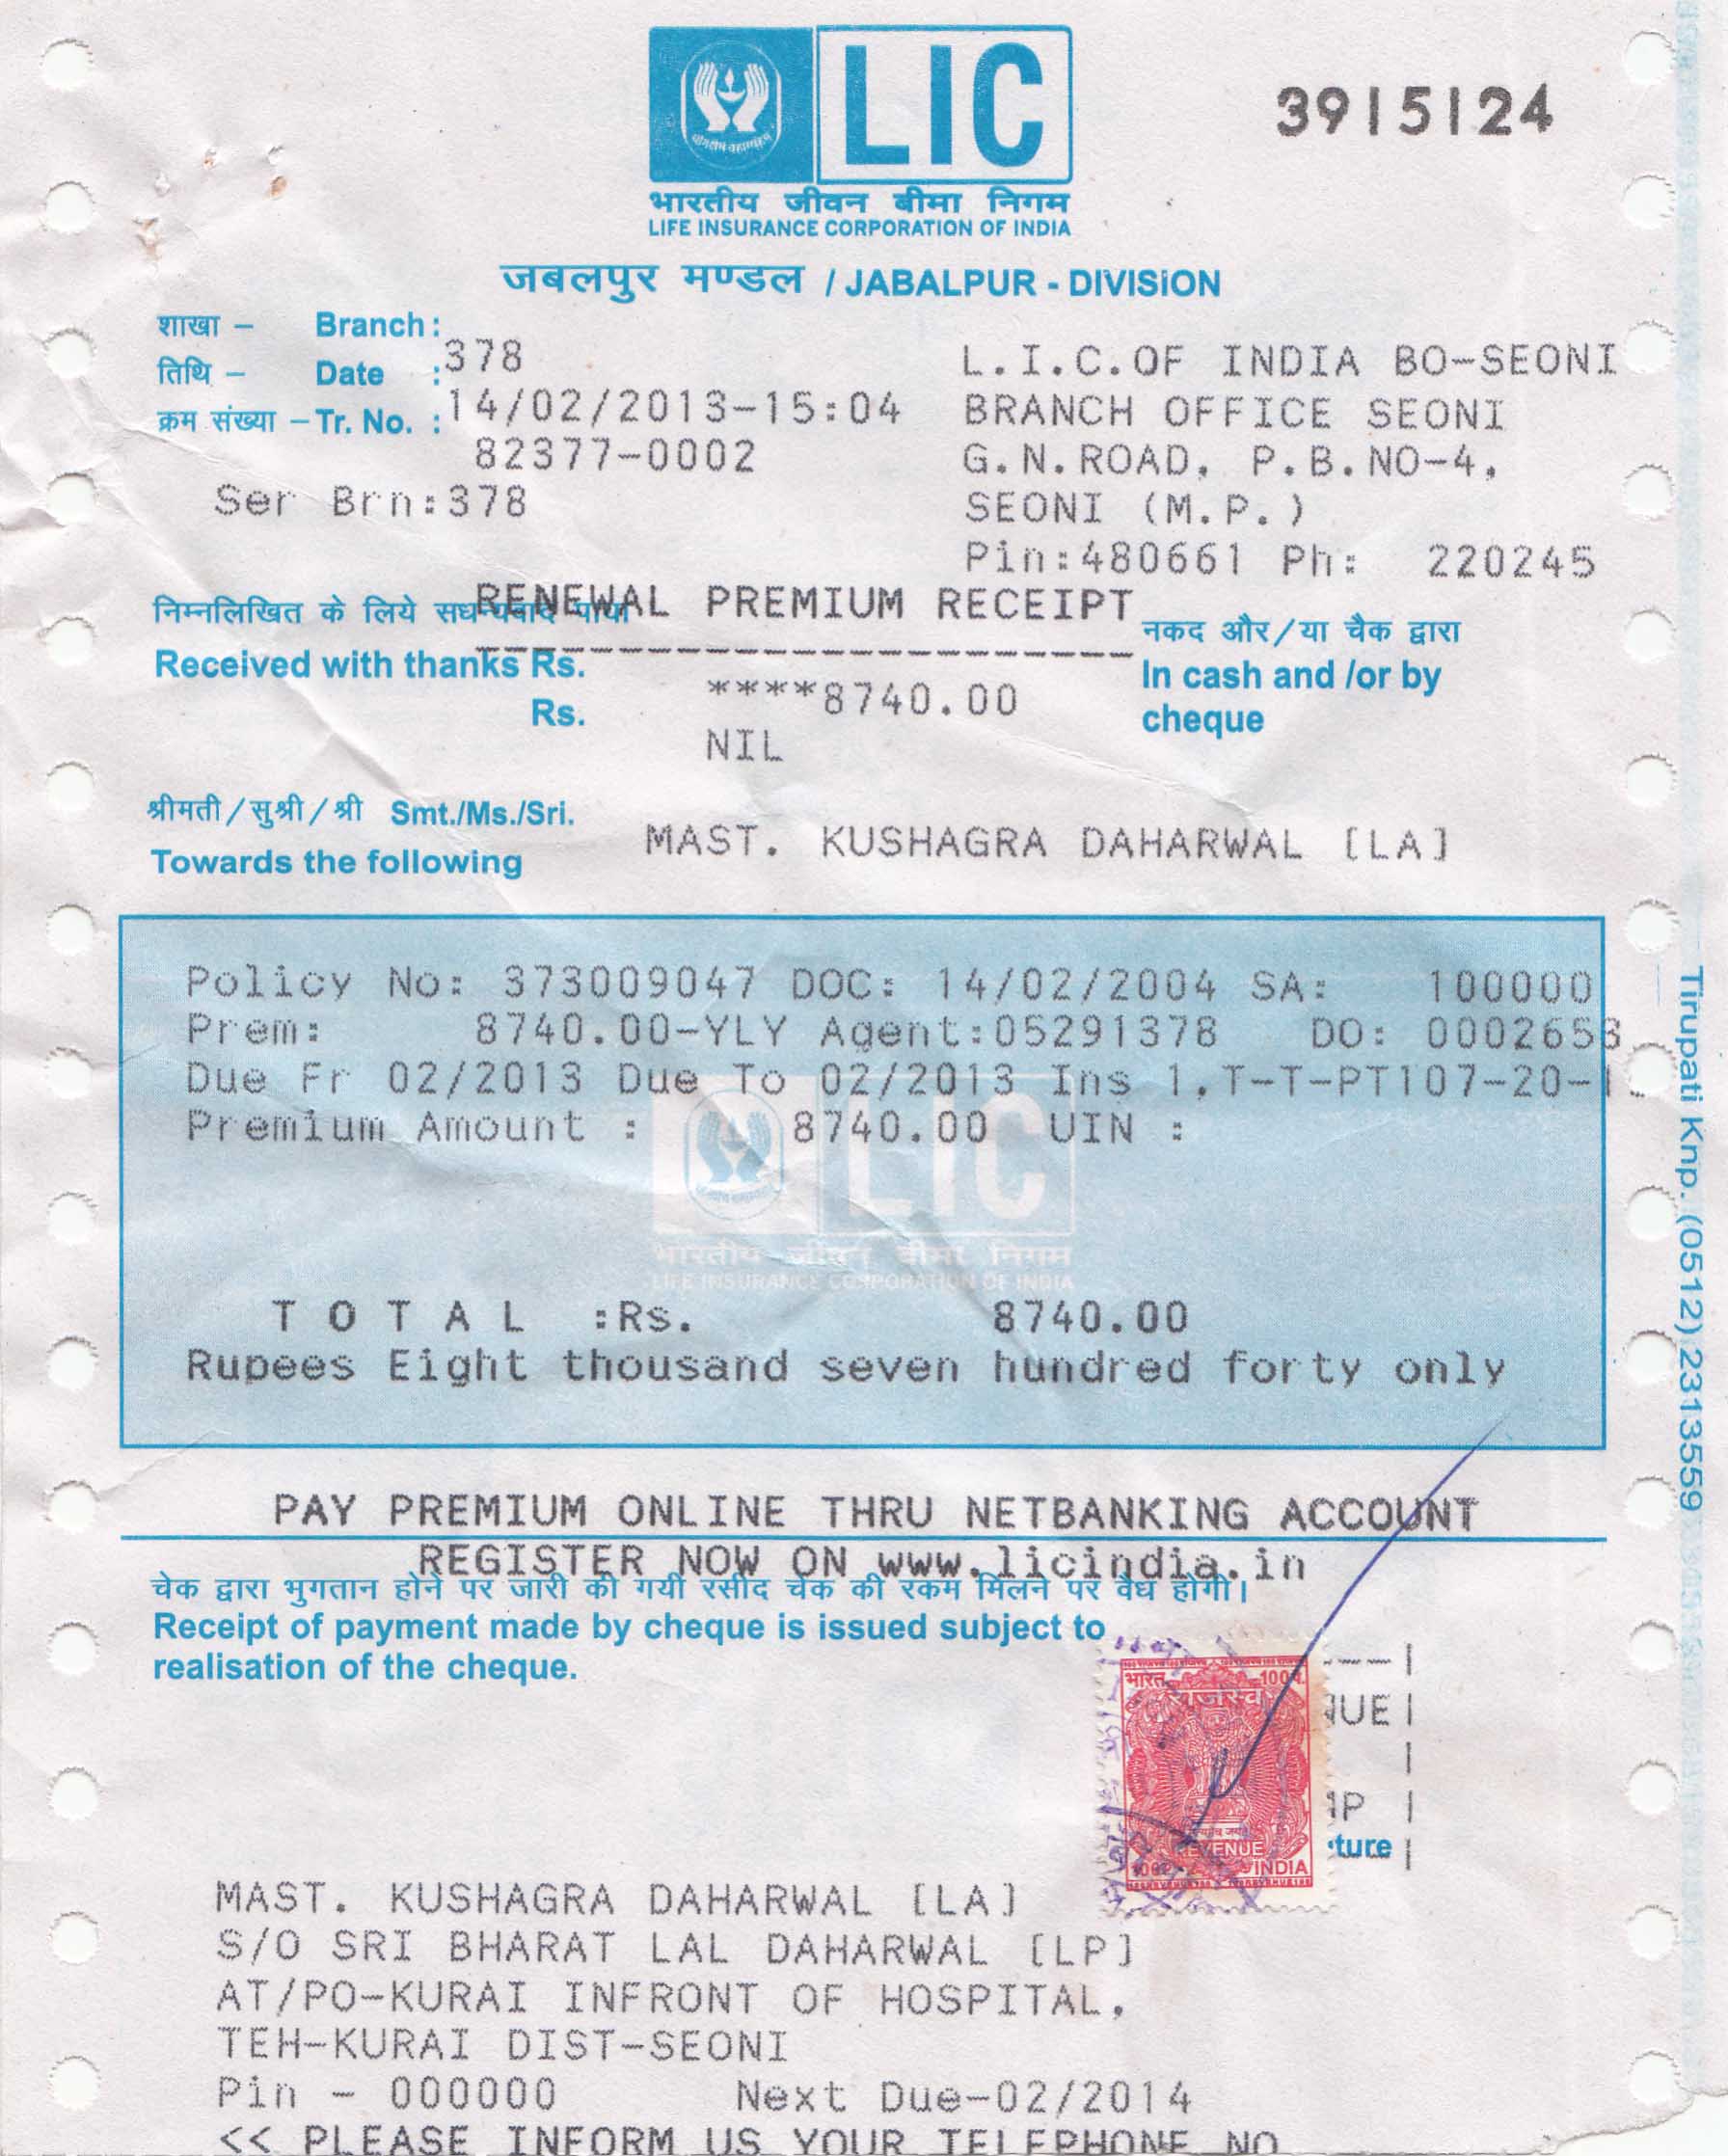 LIC
3915124
भारतीय जीवन बीमा निगम
LIFE INSURANCE CORPORATION OF INDIA
जबलपुर मण्डल / JABALPUR - DIVISION
शाखा – Branch :
378
तिथि – Date :
14/02/2013-15:04
क्रम संख्या – Tr. No. :
82377-0002
Ser Brn:378
L.I.C.OF INDIA BO-SEONI
BRANCH OFFICE SEONI
G.N.ROAD, P.B.NO-4,
SEONI (M.P.)
Pin:480661 Ph: 220245
RENEWAL PREMIUM RECEIPT
निम्नलिखित के लिये सधन्यवाद पाया
नकद और/या चैक द्वारा
Received with thanks Rs.
****8740.00
In cash and /or by
cheque
Rs.
NIL
श्रीमती/सुश्री/श्री Smt./Ms./Sri.
MAST. KUSHAGRA DAHARWAL [LA]
Towards the following
Policy No: 373009047 DOC: 14/02/2004 SA: 100000
Prem: 8740.00-YLY Agent:05291378 DO: 0002653
Due Fr 02/2013 Due To 02/2013 Ins 1.T-T-PT107-20-
Premium Amount : 8740.00 UIN :
LIC
भारतीय जीवन बीमा निगम
LIFE INSURANCE CORPORATION OF INDIA
T O T A L :Rs. 8740.00
Rupees Eight thousand seven hundred forty only
PAY PREMIUM ONLINE THRU NETBANKING ACCOUNT
REGISTER NOW ON www.licindia.in
चेक द्वारा भुगतान होने पर जारी की गयी रसीद चेक की रकम मिलने पर वैध होगी।
Receipt of payment made by cheque is issued subject to
realisation of the cheque.
भारत 100
राजस्व
REVENUE
INDIA
UE
P
ture
MAST. KUSHAGRA DAHARWAL [LA]
S/O SRI BHARAT LAL DAHARWAL [LP]
AT/PO-KURAI INFRONT OF HOSPITAL,
TEH-KURAI DIST-SEONI
Pin - 000000 Next Due-02/2014
<< PLEASE INFORM US YOUR TELEPHONE NO
Tirupati Knp. (0512) 2313559